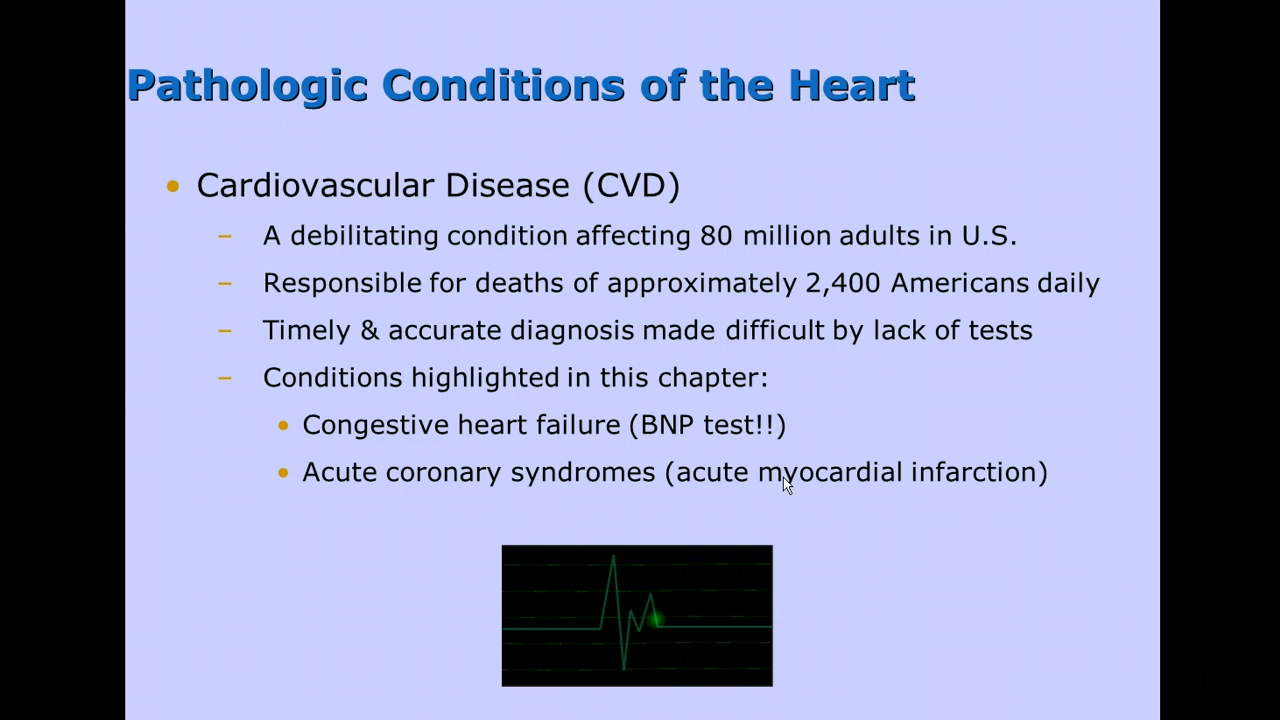 Pathologic Conditions of the Heart
• Cardiovascular Disease (CVD)
– A debilitating condition affecting 80 million adults in U.S.
– Responsible for deaths of approximately 2,400 Americans daily
– Timely & accurate diagnosis made difficult by lack of tests
– Conditions highlighted in this chapter:
• Congestive heart failure (BNP test!!)
• Acute coronary syndromes (acute myocardial infarction)